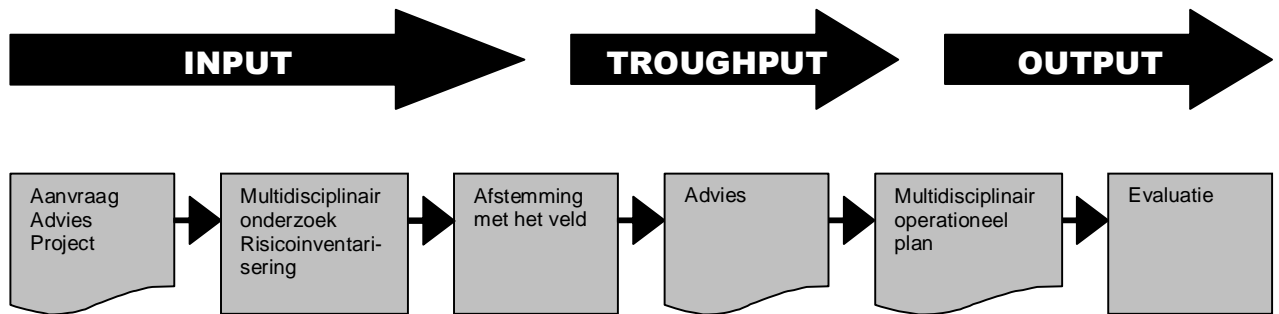 INPUT
TROUGHPUT
OUTPUT
Aanvraag
Advies
Project
Multidisciplinair
onderzoek
Risicoinventari-
sering
Afstemming
met het veld
Advies
Multidisciplinair
operationeel
plan
Evaluatie